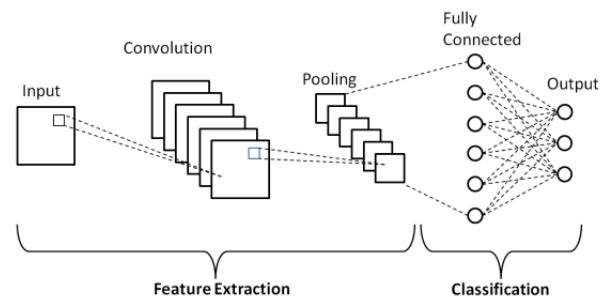 Input
Convolution
Pooling
Fully
Connected
Output
Feature Extraction
Classification